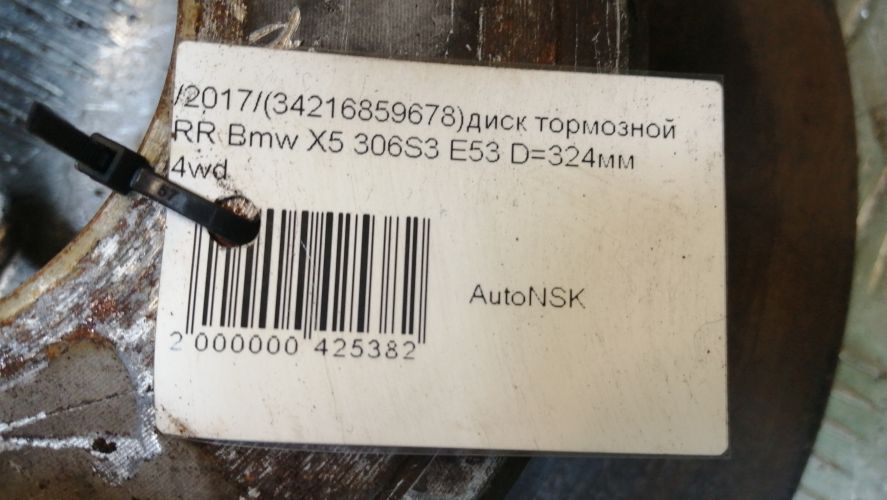 /2017/(34216859678)диск тормозной
RR Bmw X5 306S3 E53 D=324мм
4wd
AutoNSK
2 000000 425382